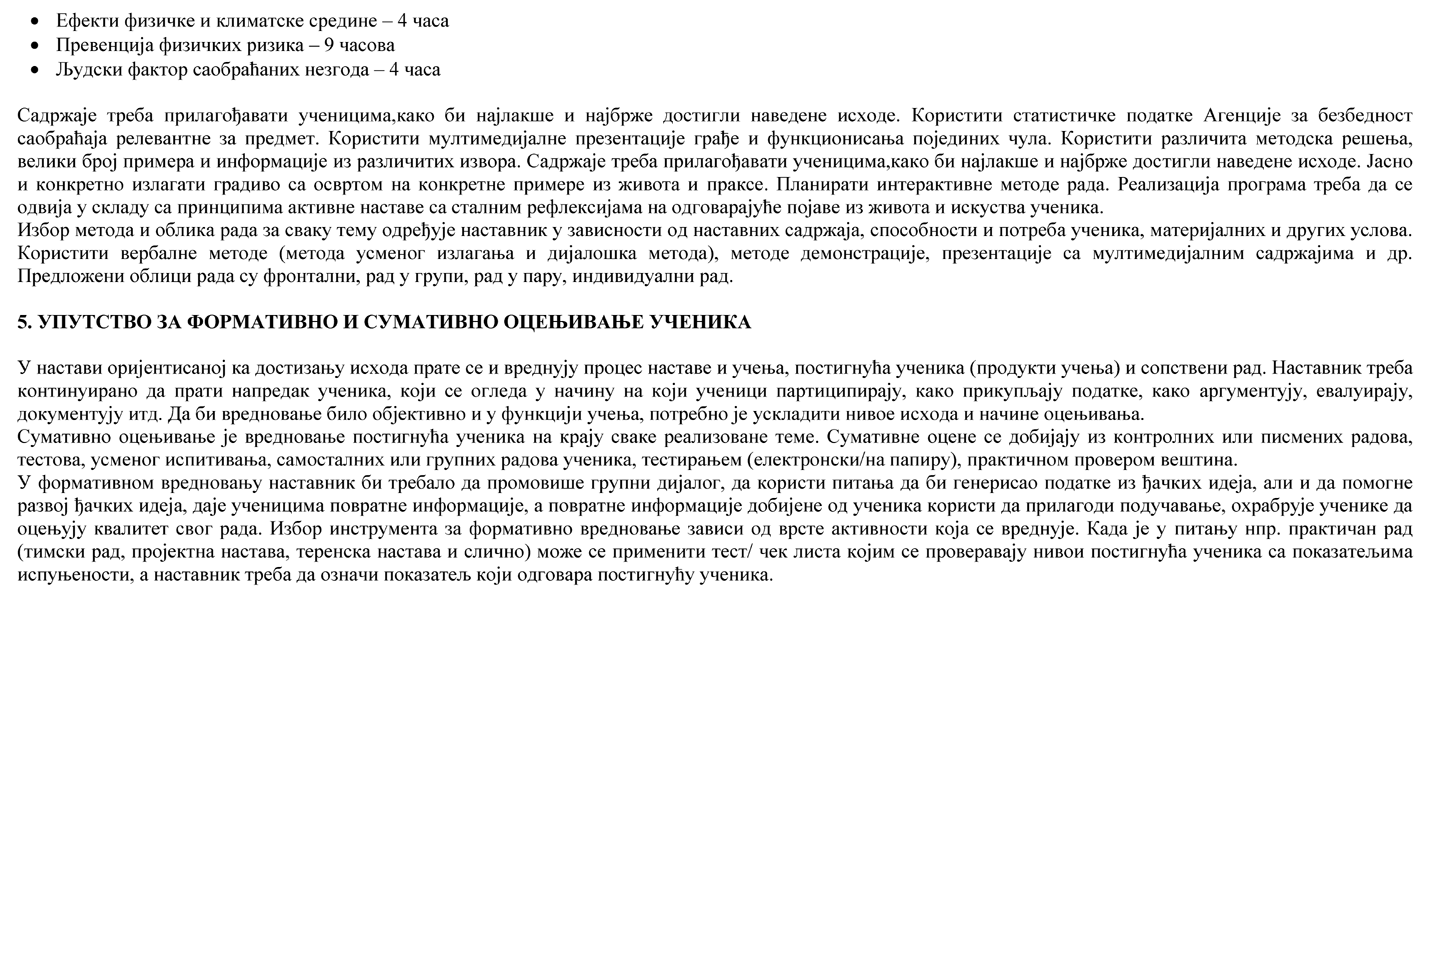 • Ефекти физичке и климатске средине – 4 часа
• Превенција физичких ризика – 9 часова
• Људски фактор саобраћаних незгода – 4 часа
Садржаје треба прилагођавати ученицима,како би најлакше и најбрже достигли наведене исходе. Користити статистичке податке Агенције за безбедност
саобраћаја релевантне за предмет. Користити мултимедијалне презентације грађе и функционисања појединих чула. Користити различита методска решења,
велики број примера и информације из различитих извора. Садржаје треба прилагођавати ученицима,како би најлакше и најбрже достигли наведене исходе. Јасно
и конкретно излагати градиво са освртом на конкретне примере из живота и праксе. Планирати интерактивне методе рада. Реализација програма треба да се
одвија у складу са принципима активне наставе са сталним рефлексијама на одговарајуће појаве из живота и искуства ученика.
Избор метода и облика рада за сваку тему одређује наставник у зависности од наставних садржаја, способности и потреба ученика, материјалних и других услова.
Користити вербалне методе (метода усменог излагања и дијалошка метода), методе демонстрације, презентације са мултимедијалним садржајима и др.
Предложени облици рада су фронтални, рад у групи, рад у пару, индивидуални рад.
5. УПУТСТВО ЗА ФОРМАТИВНО И СУМАТИВНО ОЦЕЊИВАЊЕ УЧЕНИКА
У настави оријентисаној ка достизању исхода прате се и вреднују процес наставе и учења, постигнућа ученика (продукти учења) и сопствени рад. Наставник треба
континуирано да прати напредак ученика, који се огледа у начину на који ученици партиципирају, како прикупљају податке, како аргументују, евалуирају,
документују итд. Да би вредновање било објективно и у функцији учења, потребно је ускладити нивое исхода и начине оцењивања.
Сумативно оцењивање је вредновање постигнућа ученика на крају сваке реализоване теме. Сумативне оцене се добијају из контролних или писмених радова,
тестова, усменог испитивања, самосталних или групних радова ученика, тестирањем (електронски/на папиру), практичном провером вештина.
У формативном вредновању наставник би требало да промовише групни дијалог, да користи питања да би генерисао податке из ђачких идеја, али и да помогне
развој ђачких идеја, даје ученицима повратне информације, а повратне информације добијене од ученика користи да прилагоди подучавање, охрабрује ученике да
оцењују квалитет свог рада. Избор инструмента за формативно вредновање зависи од врсте активности која се вреднује. Када је у питању нпр. практичан рад
(тимски рад, пројектна настава, теренска настава и слично) може се применити тест/ чек листа којим се проверавају нивои постигнућа ученика са показатељима
испуњености, а наставник треба да означи показатељ који одговара постигнућу ученика.